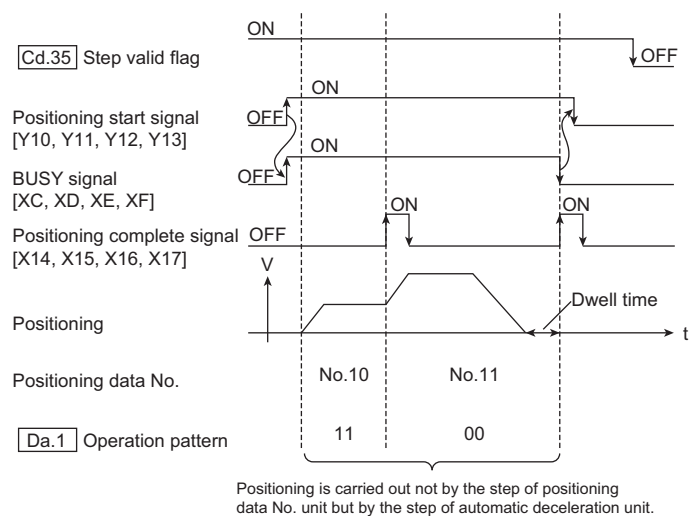 ON
Cd.35 Step valid flag
OFF
ON
Positioning start signal
OFF
[Y10, Y11, Y12, Y13]
ON
BUSY signal
OFF
[XC, XD, XE, XF]
ON
ON
Positioning complete signal
OFF
[X14, X15, X16, X17]
V
Dwell time
Positioning
t
Positioning data No.
No.10
No.11
Da.1 Operation pattern
11
00
Positioning is carried out not by the step of positioning
data No. unit but by the step of automatic deceleration unit.